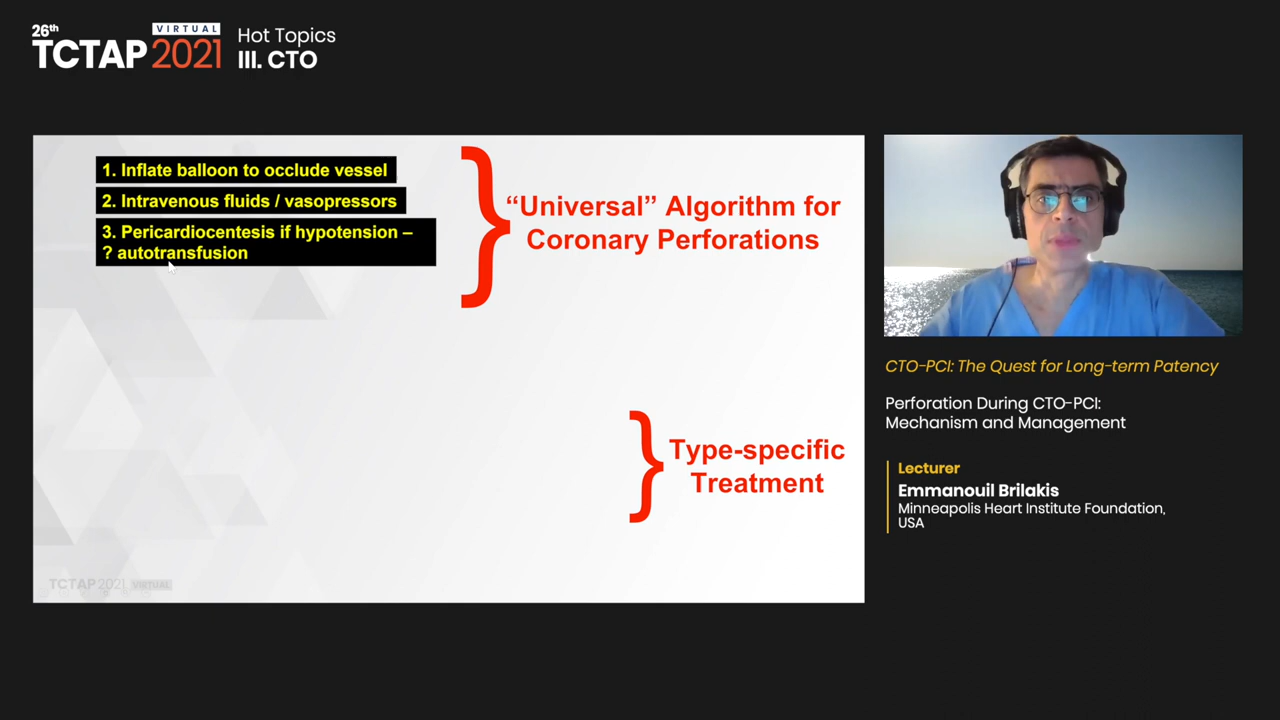 26th
VIRTUAL
TCTAP 2021
Hot Topics
III. CTO
1. Inflate balloon to occlude vessel
2. Intravenous fluids / vasopressors
3. Pericardiocentesis if hypotension –
? autotransfusion
“Universal” Algorithm for
Coronary Perforations
Type-specific
Treatment
TCTAP 2021 VIRTUAL
CTO-PCI: The Quest for Long-term Patency
Perforation During CTO-PCI:
Mechanism and Management
Lecturer
Emmanouil Brilakis
Minneapolis Heart Institute Foundation,
USA